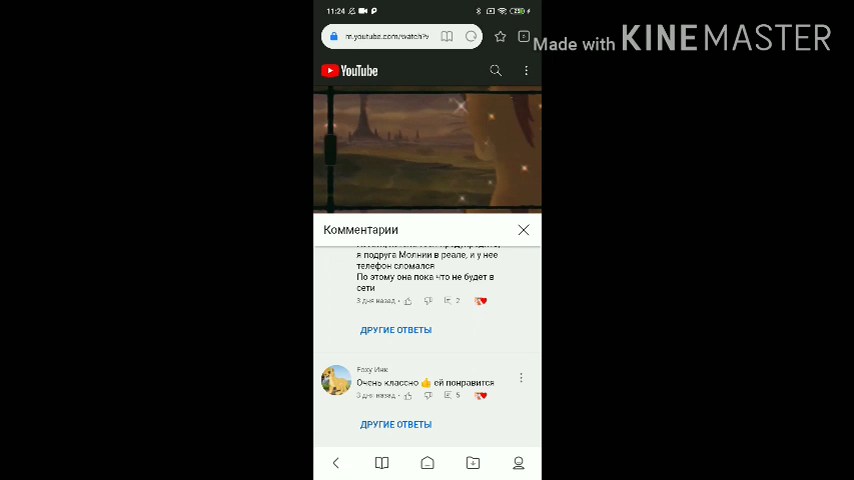 11:24
m.youtube.com/watch?v
Made with KINEMASTER
YouTube
Комментарии
я подруга Молнии в реале, и у нее
телефон сломался
По этому она пока что не будет в
сети
3 дня назад • 2
ДРУГИЕ ОТВЕТЫ
Foxy Инк
Очень классно 👍 ей понравится
3 дня назад • 5
ДРУГИЕ ОТВЕТЫ